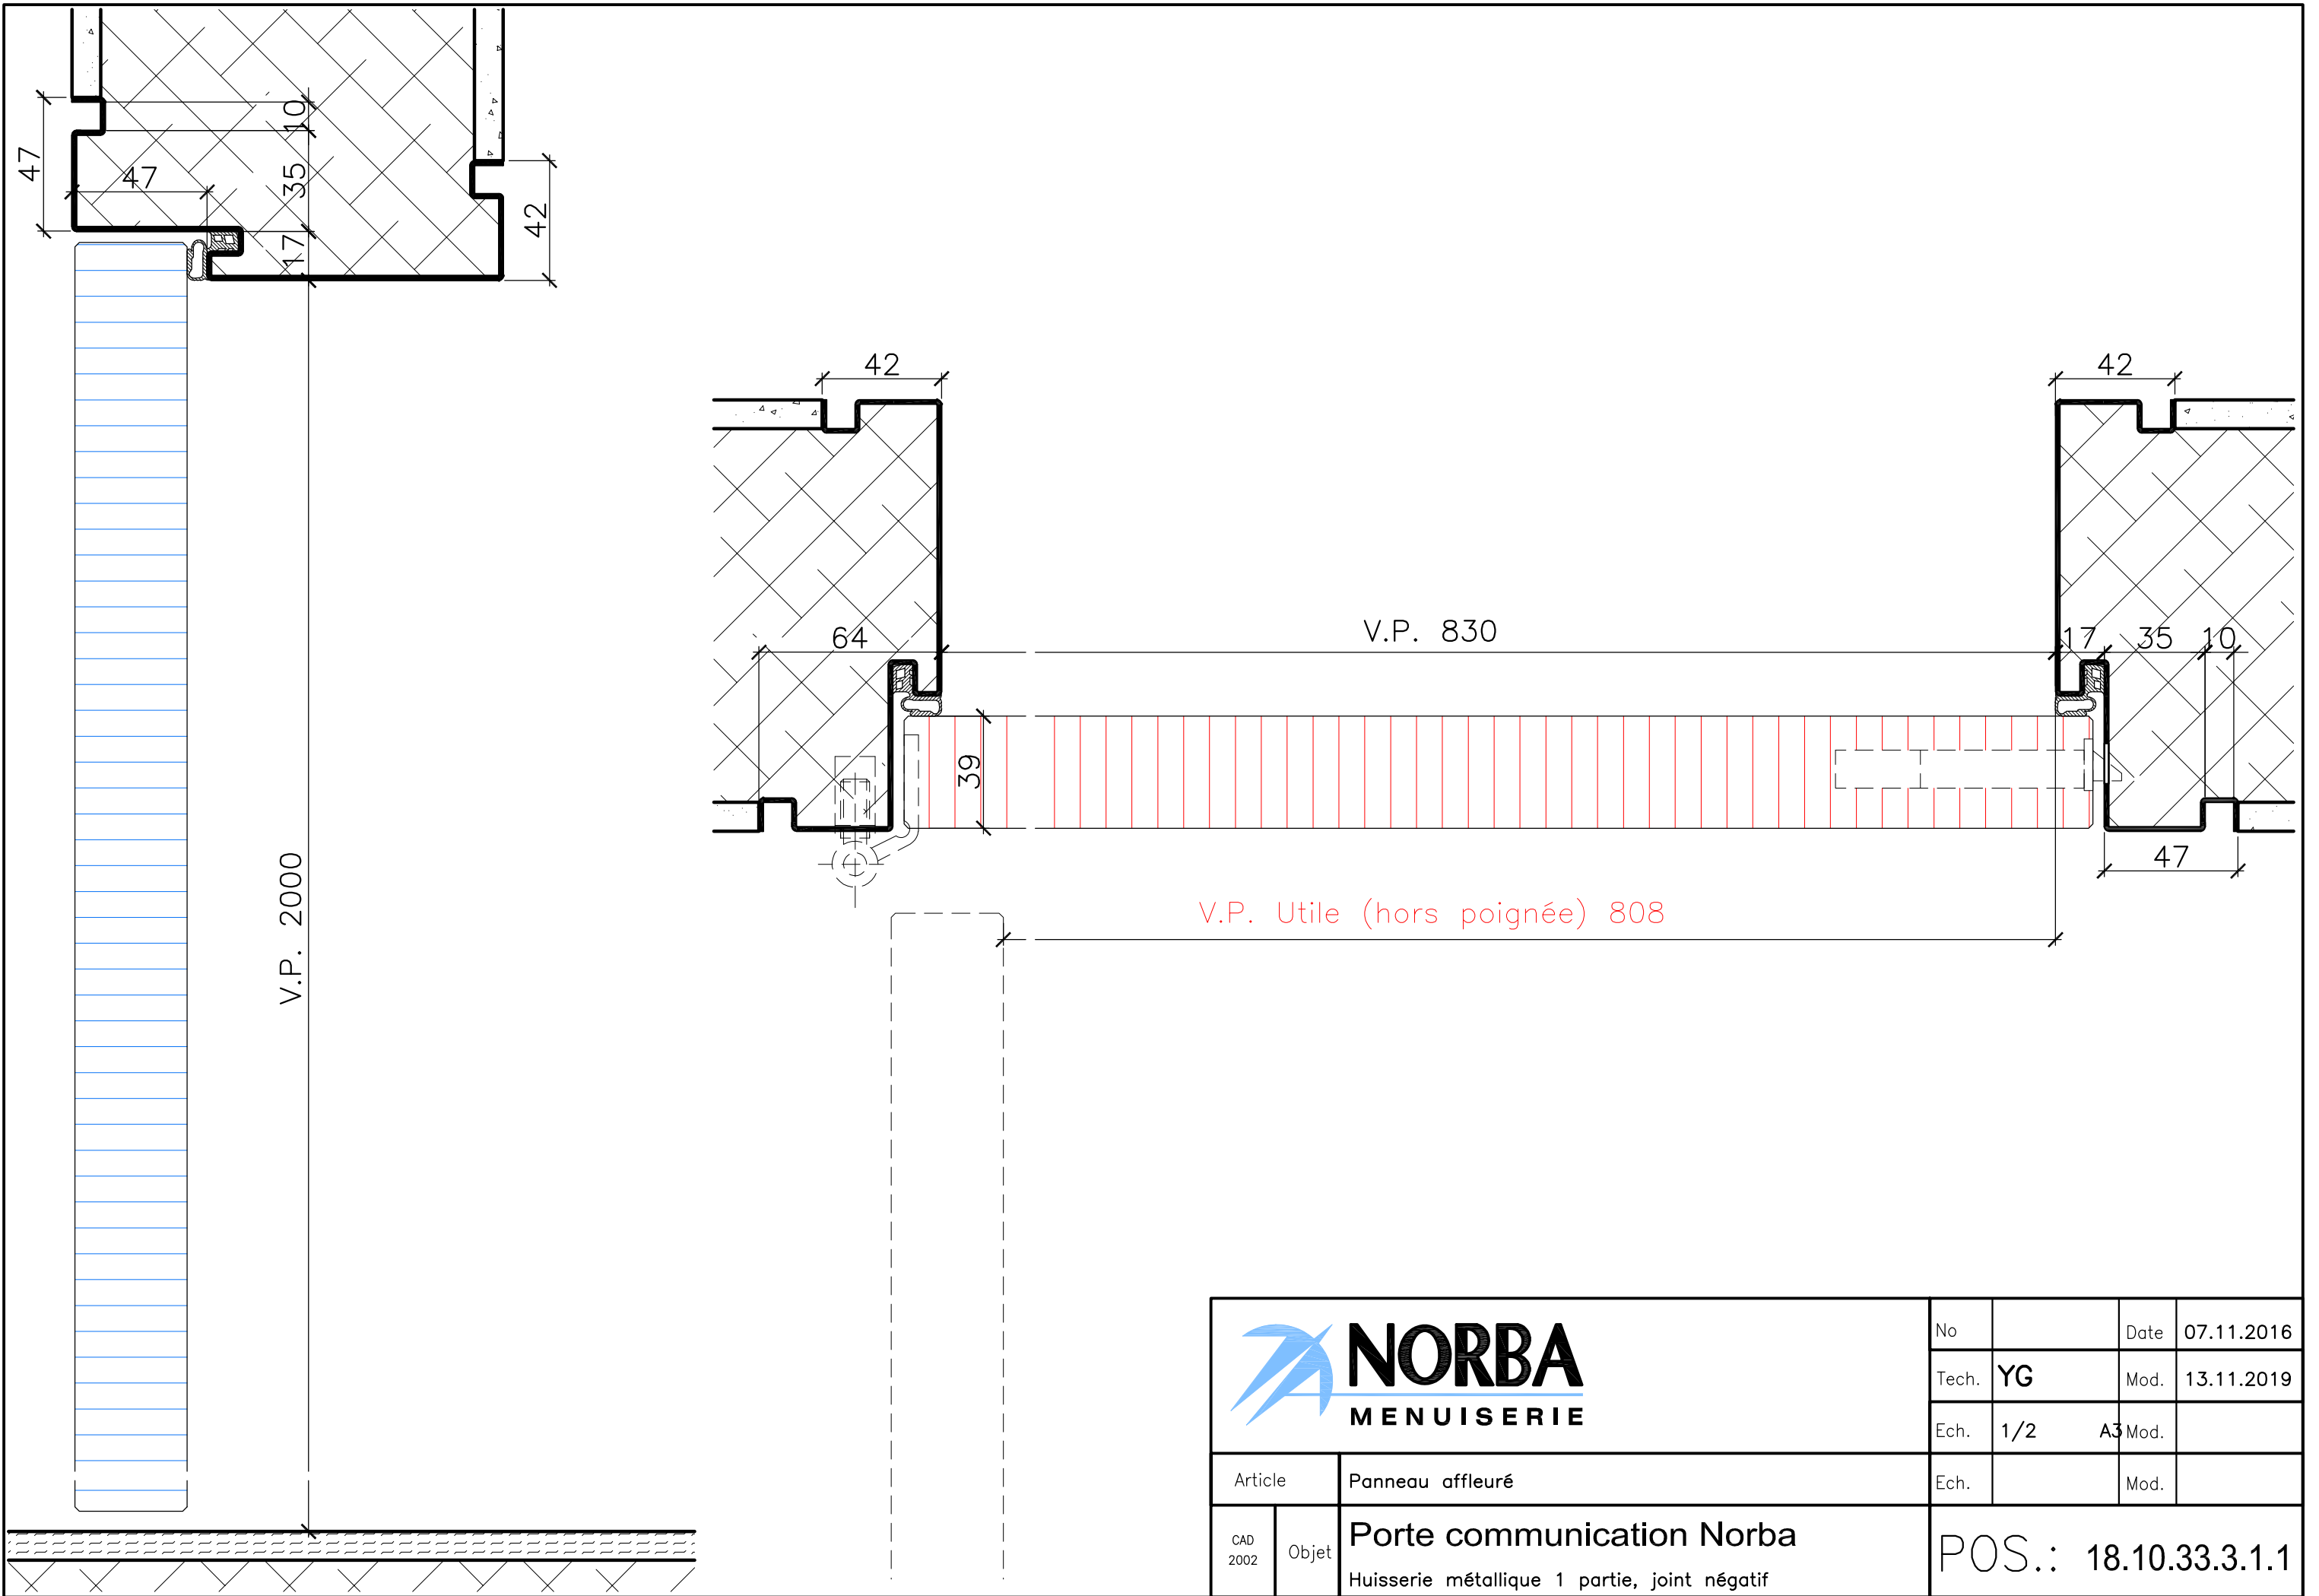 10
47
47
35
42
17
V.P. 2000
42
42
64
V.P. 830
17
35
10
39
47
V.P. Utile (hors poignée) 808
NORBA
MENUISERIE
No
Date 07.11.2016
Tech. YG
Mod. 13.11.2019
Ech. 1/2 A3
Mod.
Article
Panneau affleuré
Ech.
Mod.
CAD
2002
Objet
Porte communication Norba
Huisserie métallique 1 partie, joint négatif
POS.: 18.10.33.3.1.1